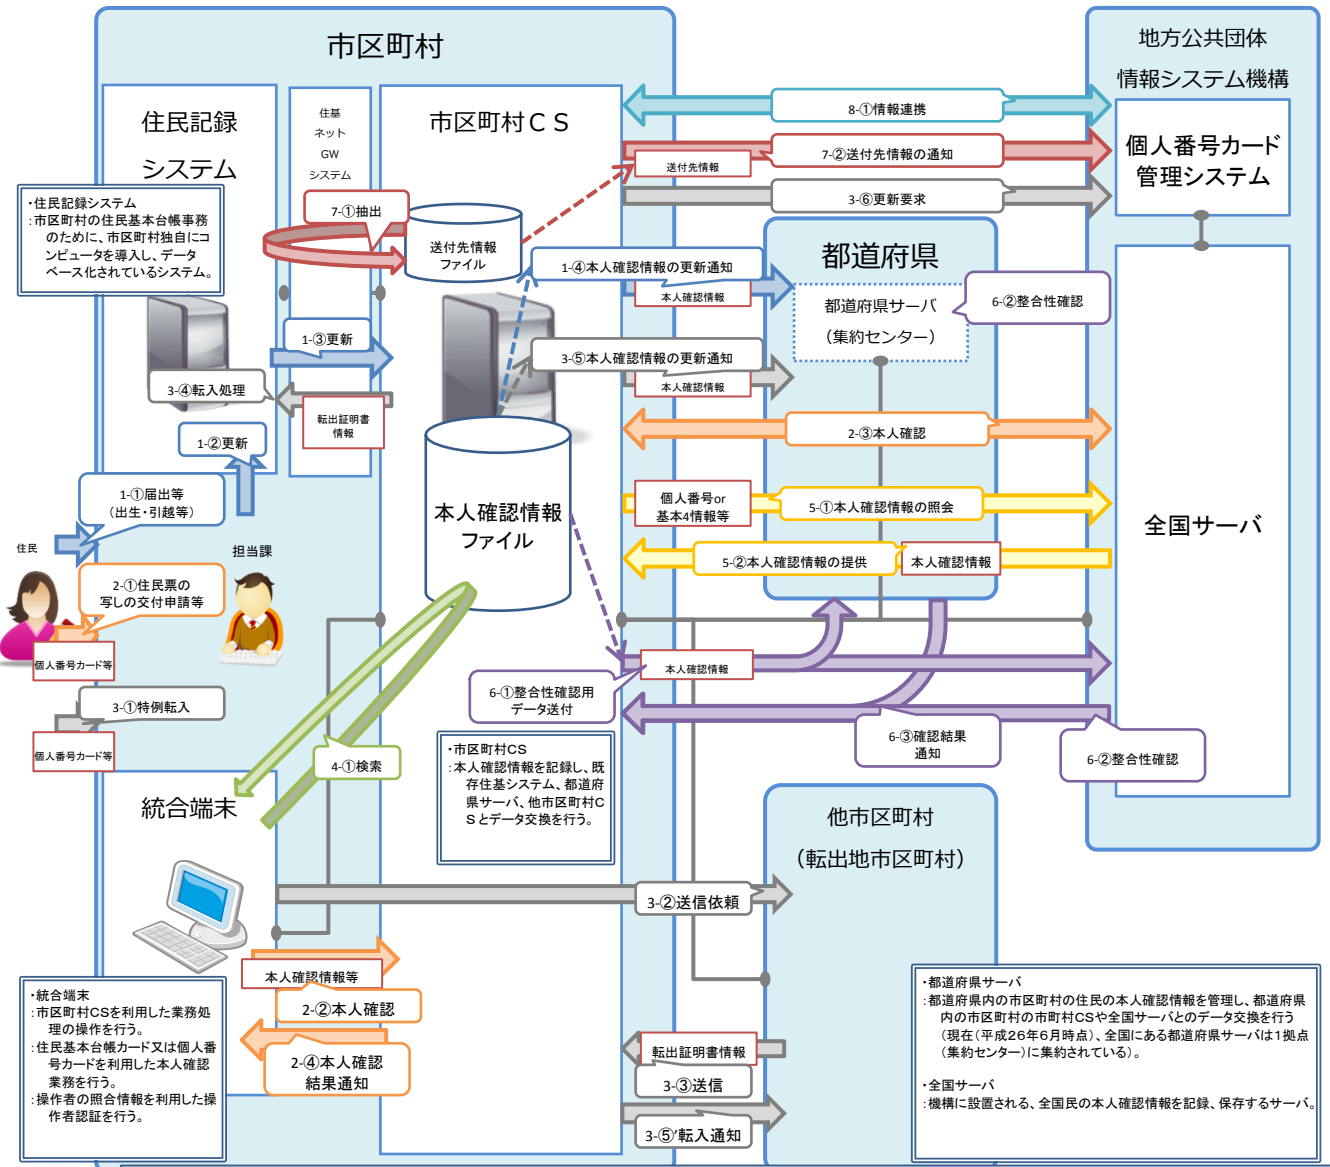 市区町村
地方公共団体
情報システム機構
住民記録
システム
住基
ネット
GW
システム
市区町村CS
8-①情報連携
7-②送付先情報の通知
送付先情報
3-⑥更新要求
個人番号カード
管理システム
・住民記録システム
:市区町村の住民基本台帳事務
のために、市区町村独自にコ
ンピュータを導入し、データ
ベース化されているシステム。
7-①抽出
送付先情報
ファイル
都道府県
1-④本人確認情報の更新通知
本人確認情報
都道府県サーバ
(集約センター)
6-②整合性確認
1-③更新
3-⑤本人確認情報の更新通知
本人確認情報
3-④転入処理
転出証明書
情報
1-②更新
2-③本人確認
1-①届出等
(出生・引越等)
本人確認情報
ファイル
個人番号or
基本4情報等
5-①本人確認情報の照会
全国サーバ
住民
担当課
5-②本人確認情報の提供
本人確認情報
2-①住民票の
写しの交付申請等
個人番号カード等
本人確認情報
6-①整合性確認用
データ送付
3-①特例転入
個人番号カード等
6-③確認結果
通知
6-②整合性確認
4-①検索
・市区町村CS
:本人確認情報を記録し、既
存住基システム、都道府
県サーバ、他市区町村C
Sとデータ交換を行う。
統合端末
他市区町村
(転出地市区町村)
3-②送信依頼
本人確認情報等
2-②本人確認
2-④本人確認
結果通知
・統合端末
:市区町村CSを利用した業務処
理の操作を行う。
:住民基本台帳カード又は個人番
号カードを利用した本人確認
業務を行う。
:操作者の照合情報を利用した操
作者認証を行う。
転出証明書情報
3-③送信
3-⑤’転入通知
・都道府県サーバ
:都道府県内の市区町村の住民の本人確認情報を管理し、都道府県
内の市区町村の市町村CSや全国サーバとのデータ交換を行う
(現在(平成26年6月時点)、全国にある都道府県サーバは1拠点
(集約センター)に集約されている)。
・全国サーバ
:機構に設置される、全国民の本人確認情報を記録、保存するサーバ。